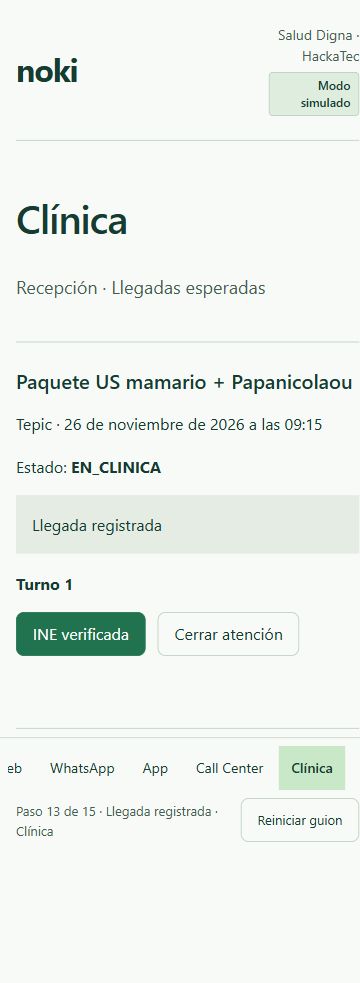 noki
Salud Digna ·
HackaTec
Modo
simulado
Clínica
Recepción · Llegadas esperadas
Paquete US mamario + Papanicolaou
Tepic · 26 de noviembre de 2026 a las 09:15
Estado: EN_CLINICA
Llegada registrada
Turno 1
INE verificada Cerrar atención
eb WhatsApp App Call Center Clínica
Paso 13 de 15 · Llegada registrada ·
Clínica
Reiniciar guion